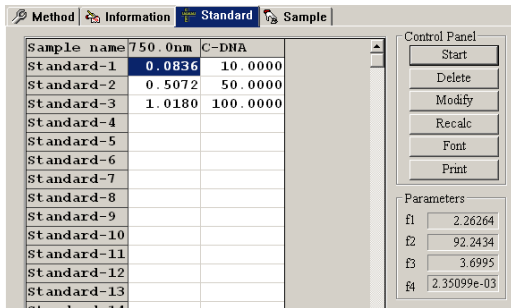 Method Information Standard Sample
Sample name 750.0nm C-DNA
Standard-1 0.0836 10.0000
Standard-2 0.5072 50.0000
Standard-3 1.0180 100.0000
Standard-4
Standard-5
Standard-6
Standard-7
Standard-8
Standard-9
Standard-10
Standard-11
Standard-12
Standard-13
Control Panel
Start
Delete
Modify
Recalc
Font
Print
Parameters
f1 2.26264
f2 92.2434
f3 3.6995
f4 2.35099e-03